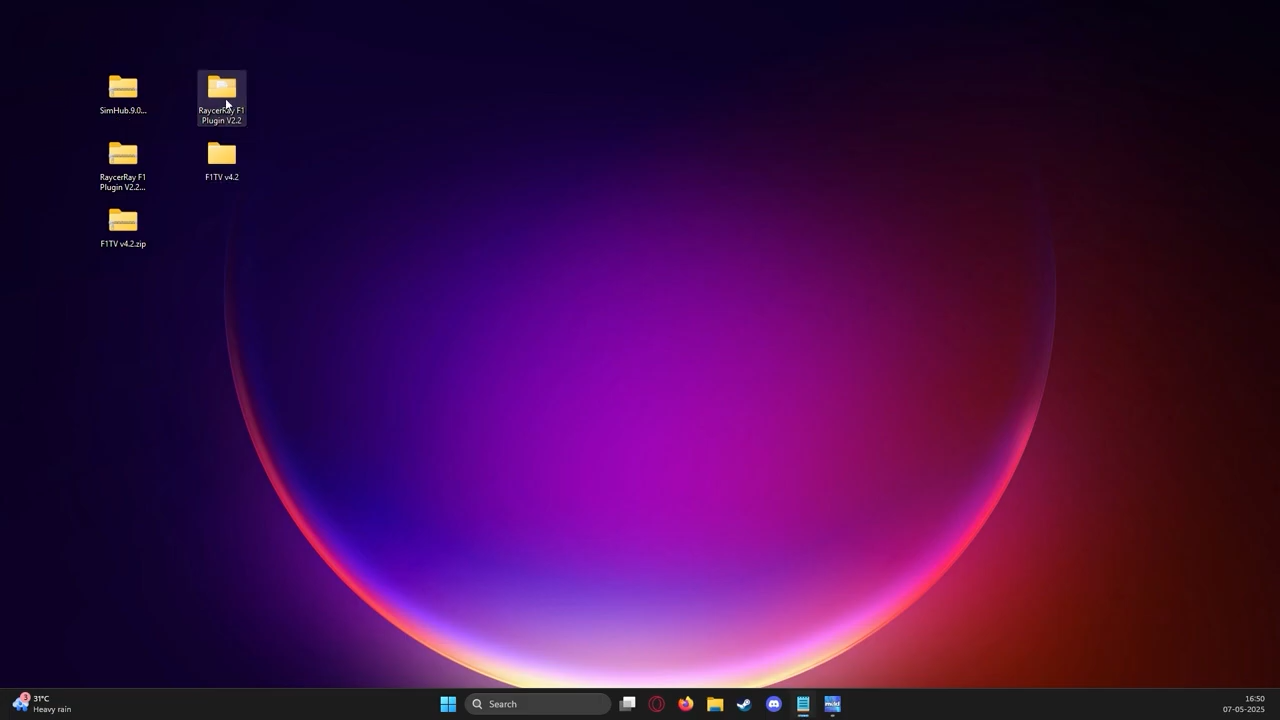 SimHub.9.0...
RaycerRay F1
Plugin V2.2
RaycerRay F1
Plugin V2.2...
F1TV v4.2
F1TV v4.2.zip
3
31°C
Heavy rain
Search
16:50
07-05-2025